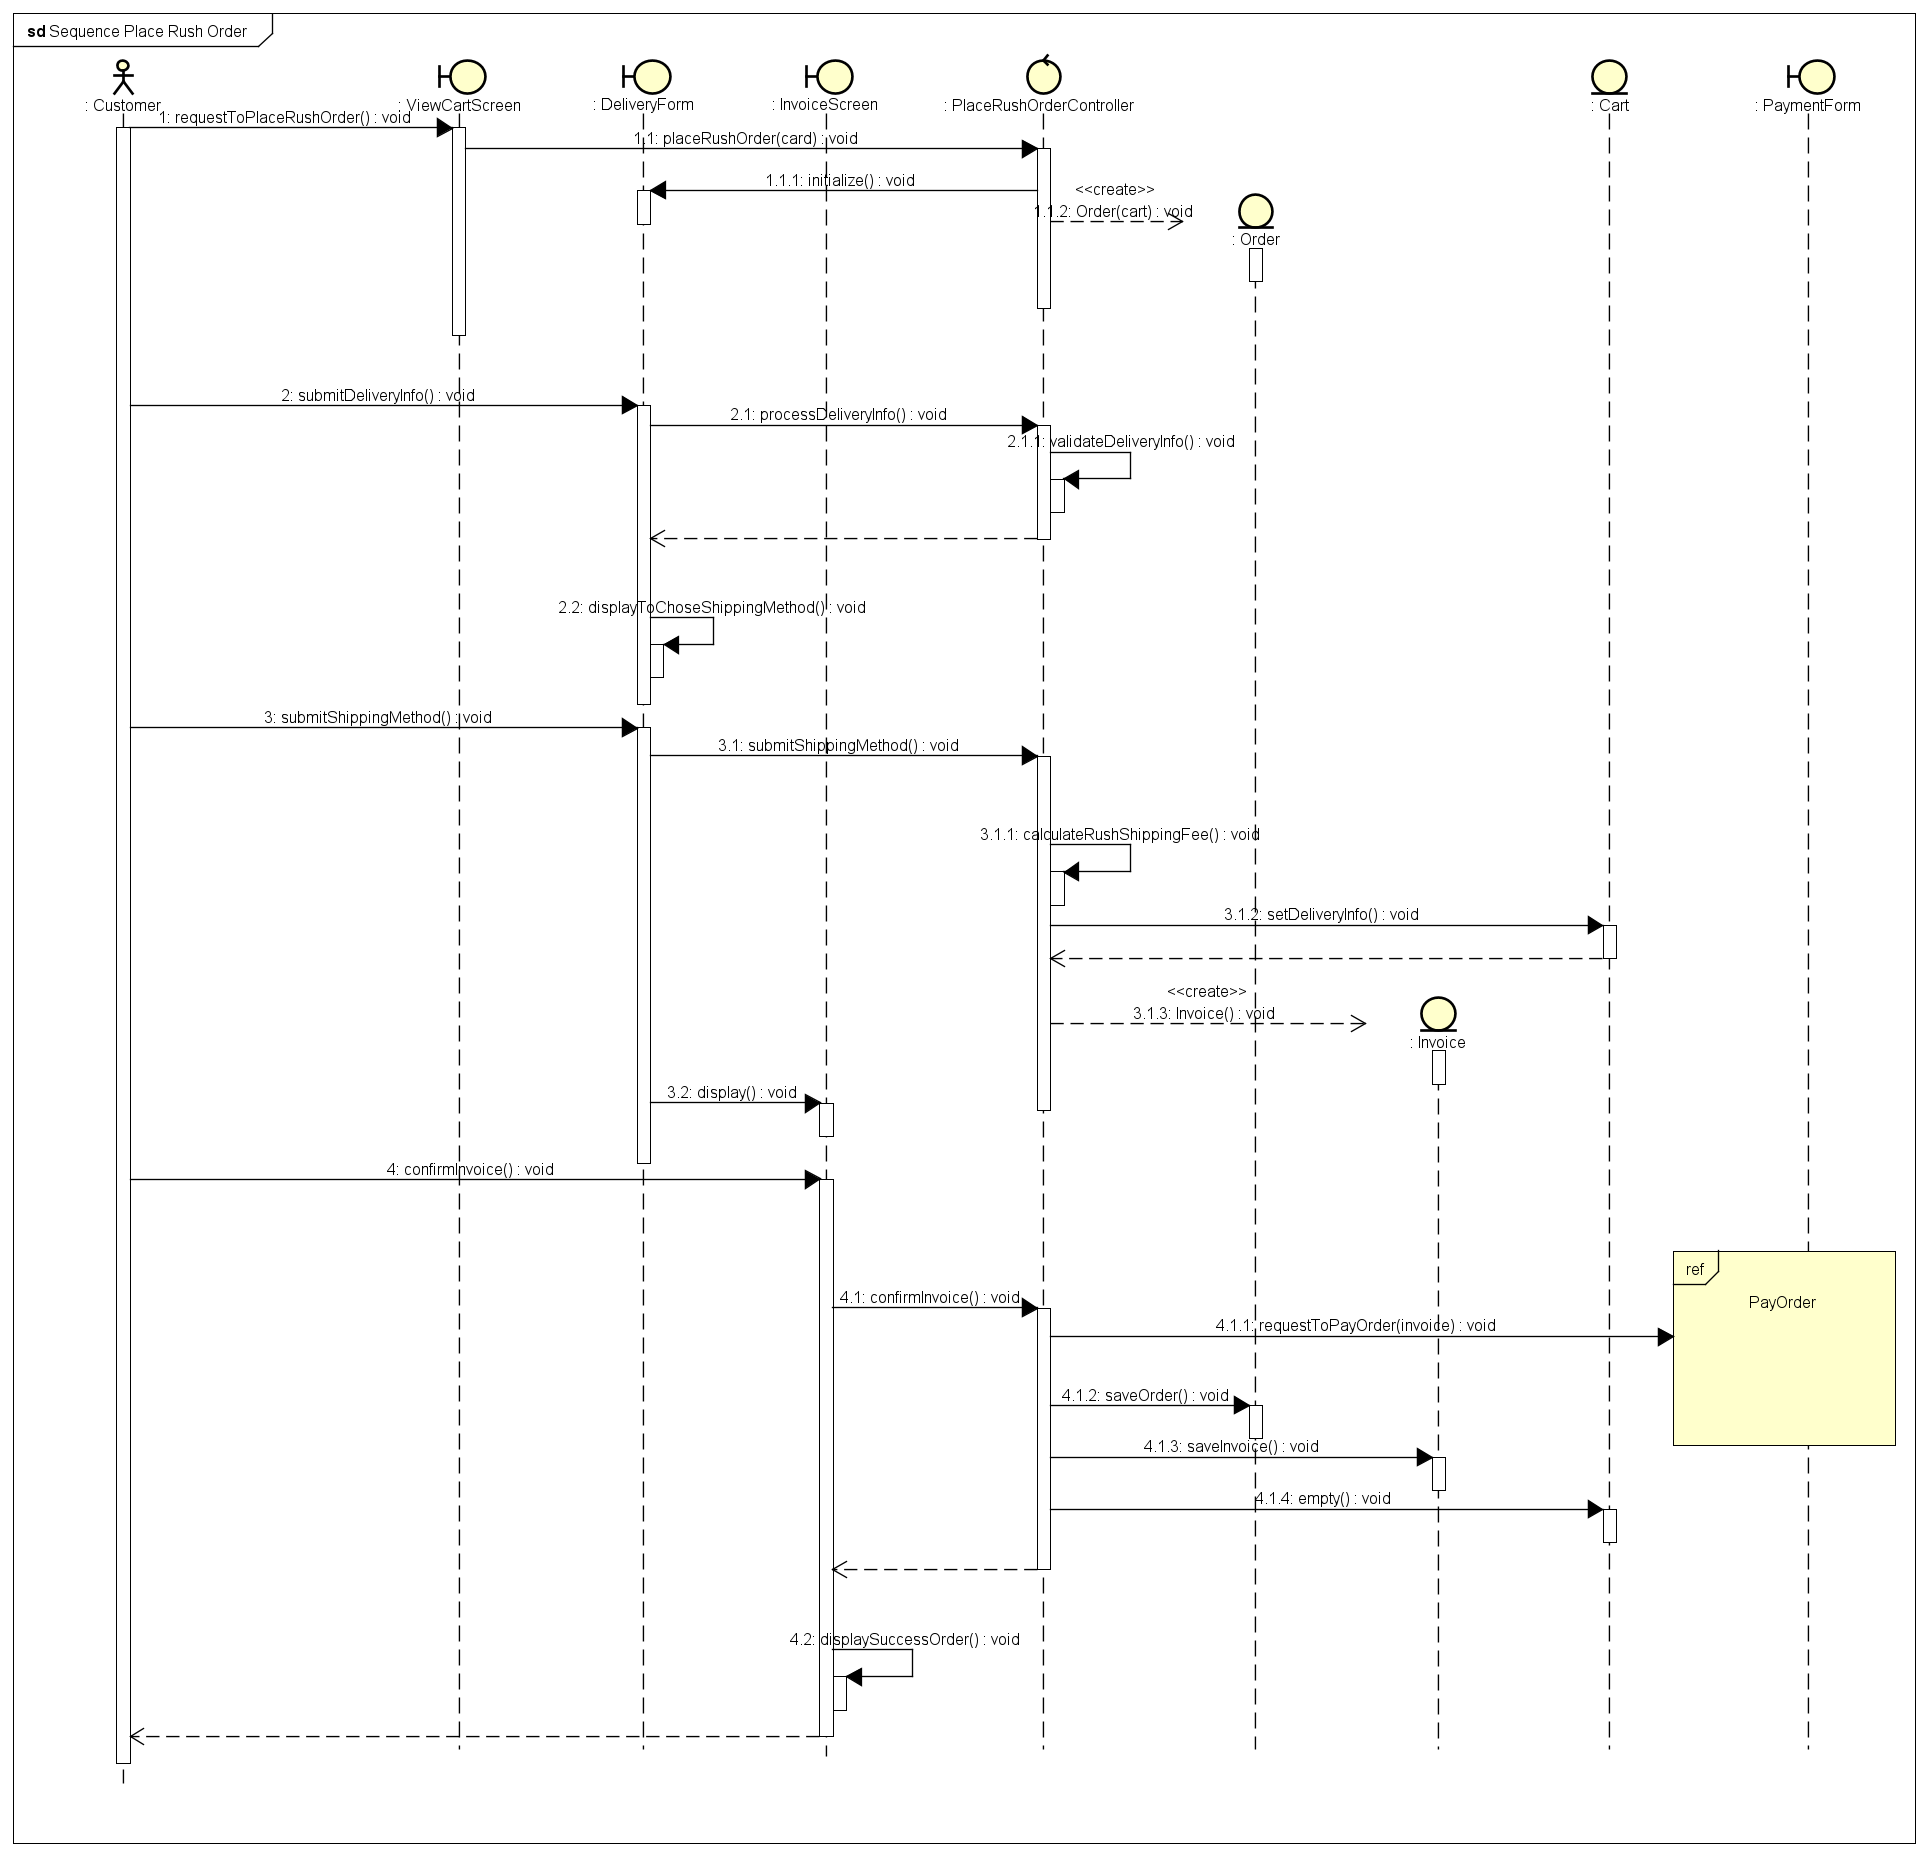 sd Sequence Place Rush Order
: Customer
: ViewCartScreen
: DeliveryForm
: InvoiceScreen
: PlaceRushOrderController
: Cart
: PaymentForm
1: requestToPlaceRushOrder() : void
1.1: placeRushOrder(card) : void
1.1.1: initialize() : void
<<create>>
1.1.2: Order(cart) : void
: Order
2: submitDeliveryInfo() : void
2.1: processDeliveryInfo() : void
2.1.1: validateDeliveryInfo() : void
2.2: displayToChoseShippingMethod() : void
3: submitShippingMethod() : void
3.1: submitShippingMethod() : void
3.1.1: calculateRushShippingFee() : void
3.1.2: setDeliveryInfo() : void
<<create>>
3.1.3: Invoice() : void
: Invoice
3.2: display() : void
4: confirmInvoice() : void
ref
PayOrder
4.1: confirmInvoice() : void
4.1.1: requestToPayOrder(invoice) : void
4.1.2: saveOrder() : void
4.1.3: saveInvoice() : void
4.1.4: empty() : void
4.2: displaySuccessOrder() : void